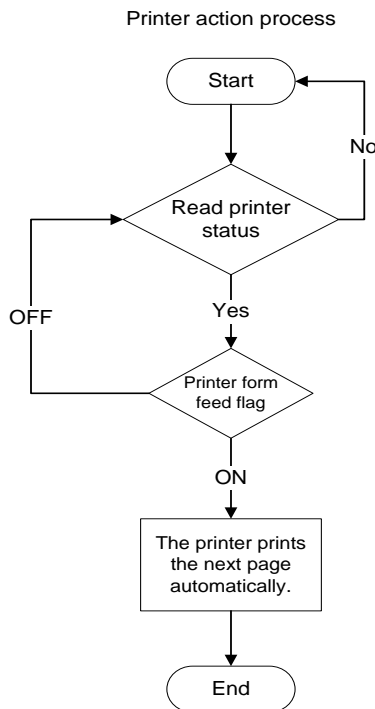 Printer action process
Start
No
Read printer
status
OFF
Yes
Printer form
feed flag
ON
The printer prints
the next page
automatically.
End